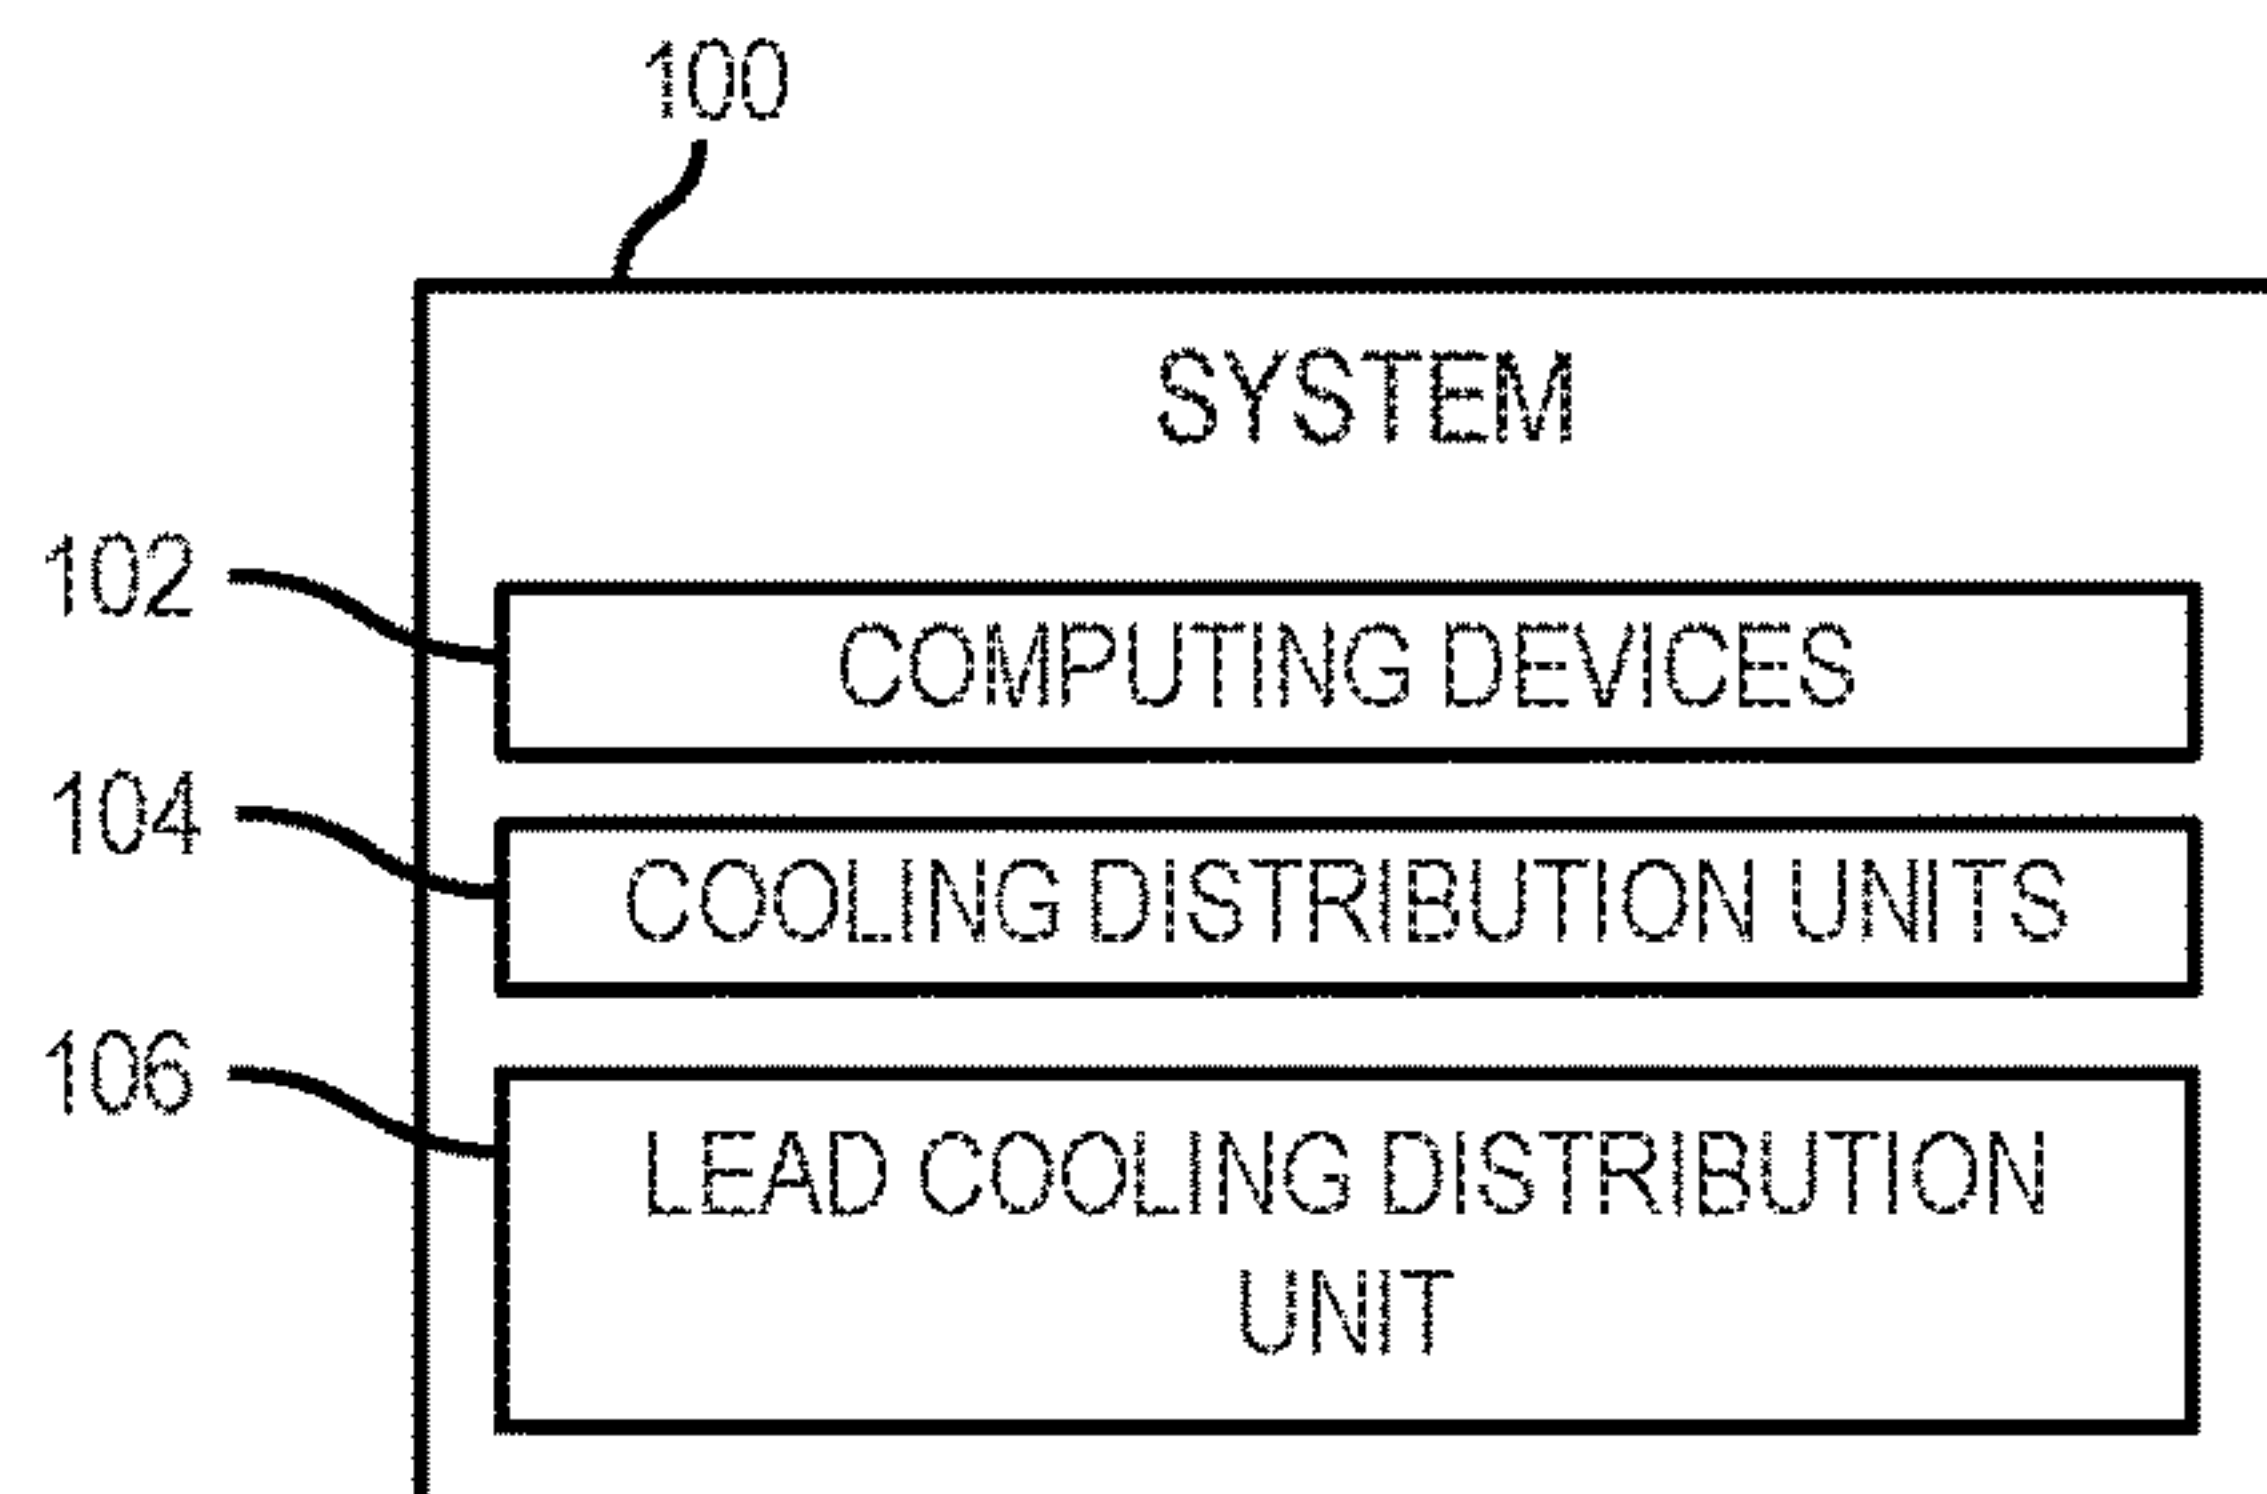 100
SYSTEM
102
COMPUTING DEVICES
104
COOLING DISTRIBUTION UNITS
106
LEAD COOLING DISTRIBUTION
UNIT